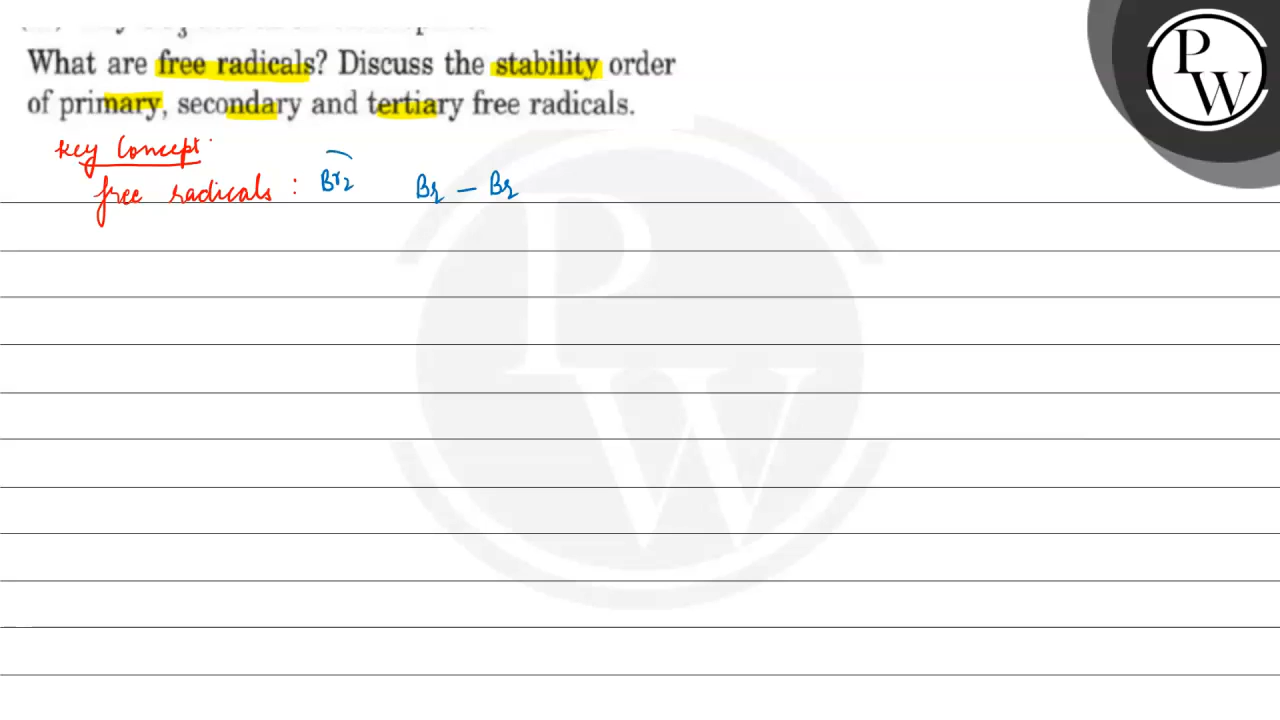 What are free radicals? Discuss the stability order
of primary, secondary and tertiary free radicals.
Key Concept
free radicals : Br2 Br - Br
PW